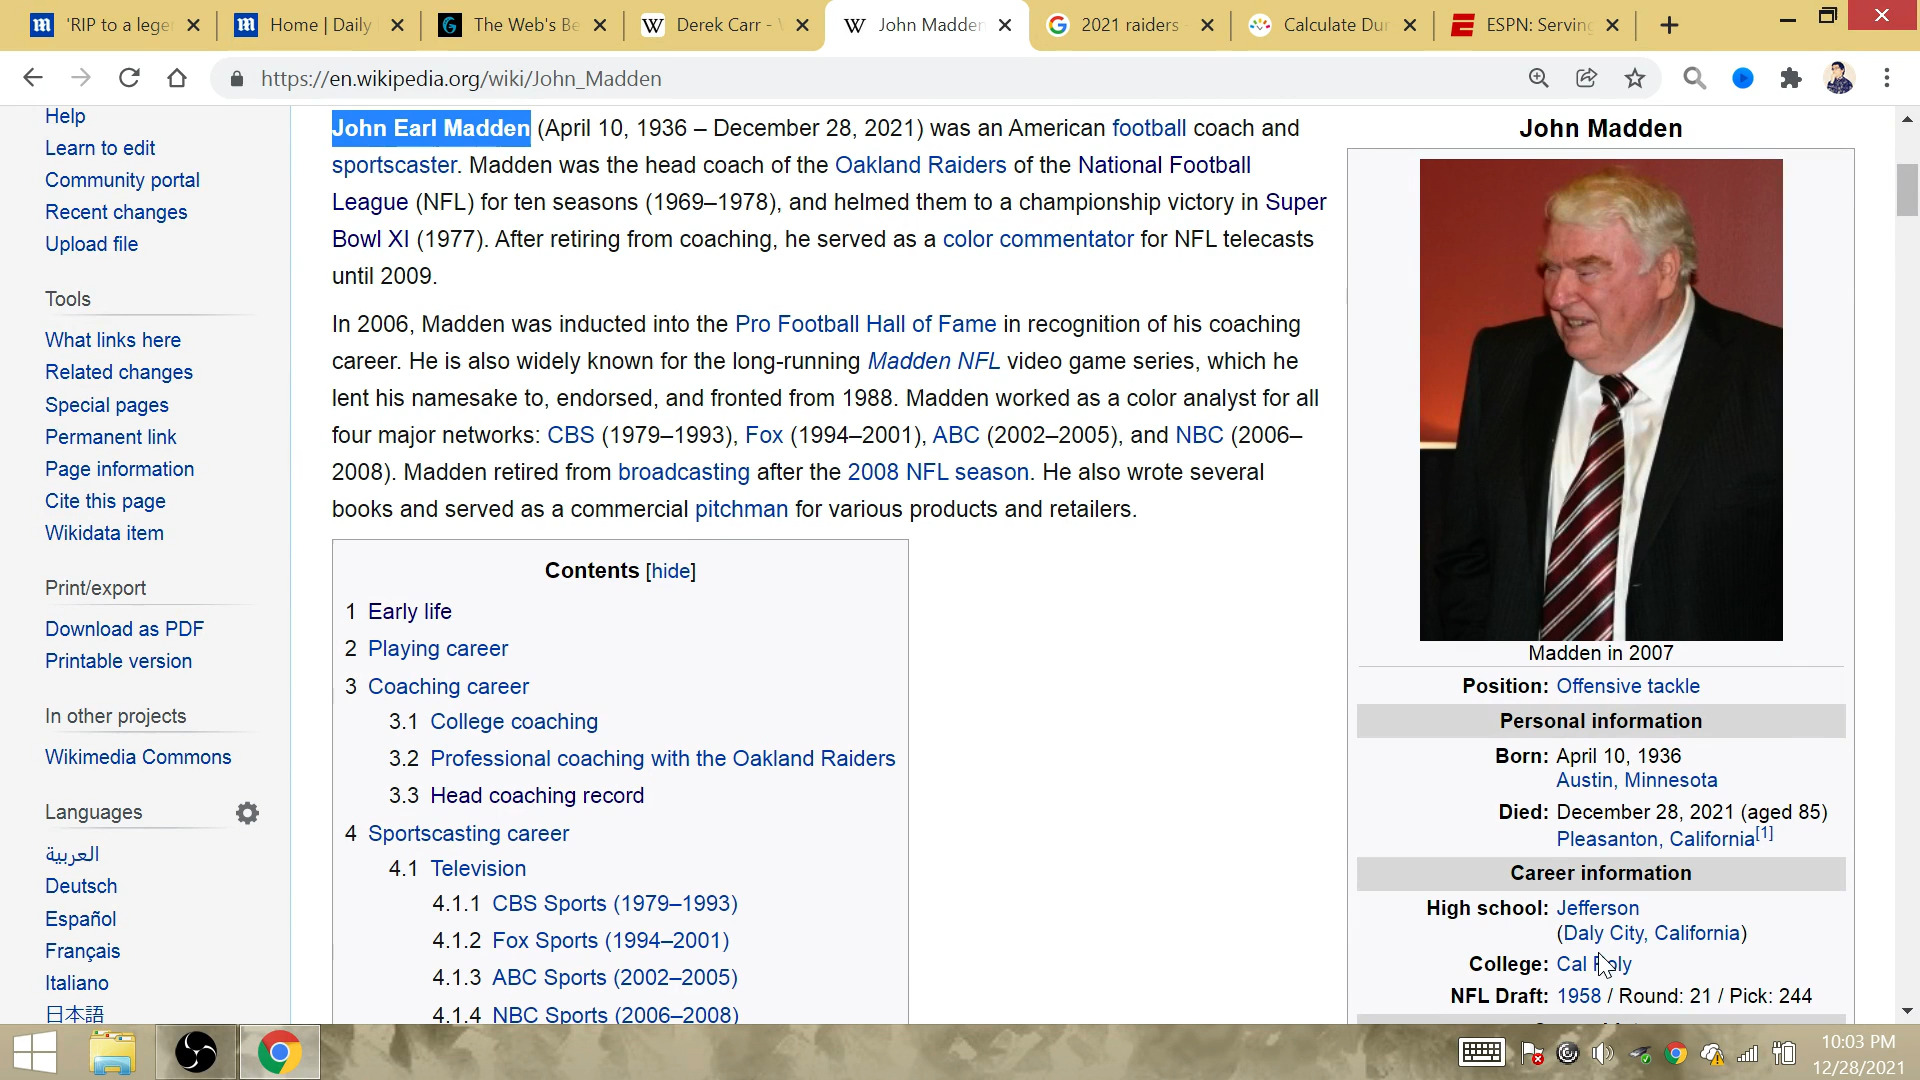 'RIP to a lege
Home | Daily
The Web's Be
Derek Carr -
John Madden
2021 raiders
Calculate Dur
ESPN: Serving
https://en.wikipedia.org/wiki/John_Madden
Help
Learn to edit
Community portal
Recent changes
Upload file
Tools
What links here
Related changes
Special pages
Permanent link
Page information
Cite this page
Wikidata item
Print/export
Download as PDF
Printable version
In other projects
Wikimedia Commons
Languages
العربية
Deutsch
Español
Français
Italiano
日本語
John Earl Madden (April 10, 1936 – December 28, 2021) was an American football coach and
sportscaster. Madden was the head coach of the Oakland Raiders of the National Football
League (NFL) for ten seasons (1969–1978), and helmed them to a championship victory in Super
Bowl XI (1977). After retiring from coaching, he served as a color commentator for NFL telecasts
until 2009.
In 2006, Madden was inducted into the Pro Football Hall of Fame in recognition of his coaching
career. He is also widely known for the long-running Madden NFL video game series, which he
lent his namesake to, endorsed, and fronted from 1988. Madden worked as a color analyst for all
four major networks: CBS (1979–1993), Fox (1994–2001), ABC (2002–2005), and NBC (2006–
2008). Madden retired from broadcasting after the 2008 NFL season. He also wrote several
books and served as a commercial pitchman for various products and retailers.
Contents [hide]
1 Early life
2 Playing career
3 Coaching career
3.1 College coaching
3.2 Professional coaching with the Oakland Raiders
3.3 Head coaching record
4 Sportscasting career
4.1 Television
4.1.1 CBS Sports (1979–1993)
4.1.2 Fox Sports (1994–2001)
4.1.3 ABC Sports (2002–2005)
4.1.4 NBC Sports (2006–2008)
John Madden
Madden in 2007
Position: Offensive tackle
Personal information
Born: April 10, 1936
Austin, Minnesota
Died: December 28, 2021 (aged 85)
Pleasanton, California[1]
Career information
High school: Jefferson
(Daly City, California)
College: Cal Poly
NFL Draft: 1958 / Round: 21 / Pick: 244
10:03 PM
12/28/2021